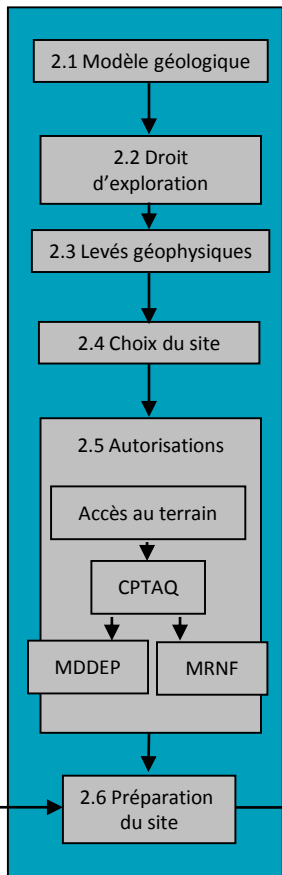 2.1 Modèle géologique
2.2 Droit
d’exploration
2.3 Levés géophysiques
2.4 Choix du site
2.5 Autorisations
Accès au terrain
CPTAQ
MDDEP
MRNF
2.6 Préparation
du site